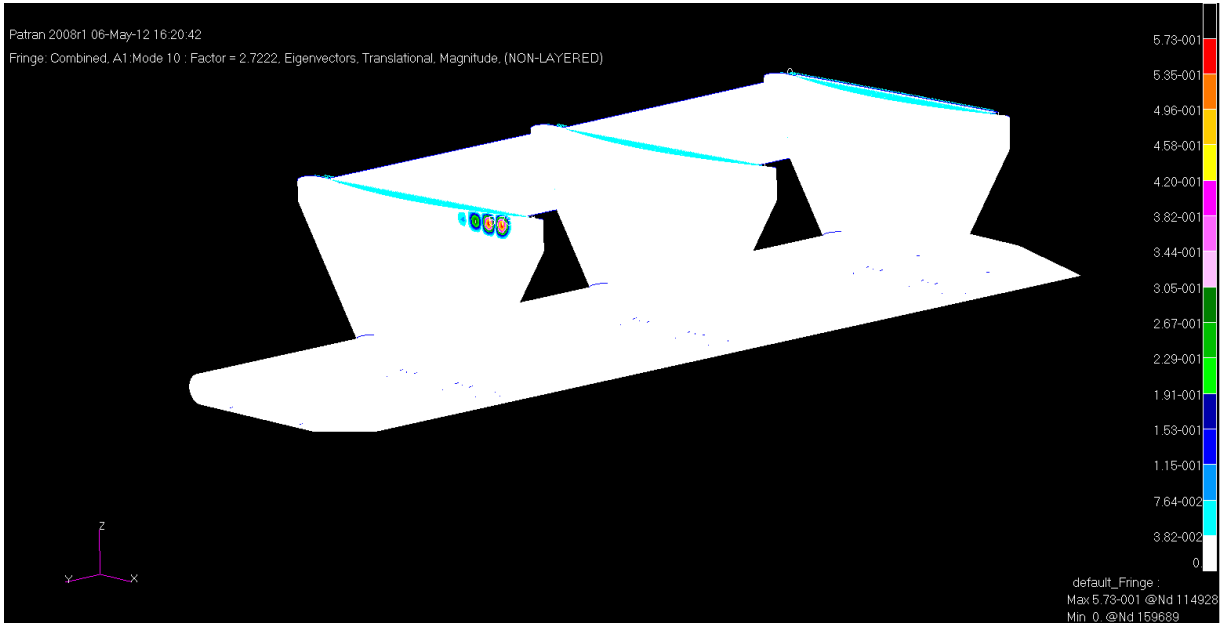 Patran 2008r1 06-May-12 16:20:42
Fringe: Combined, A1:Mode 10 : Factor = 2.7222, Eigenvectors, Translational, Magnitude, (NON-LAYERED)
5.73-001
5.35-001
4.96-001
4.58-001
4.20-001
3.82-001
3.44-001
3.05-001
2.67-001
2.29-001
1.91-001
1.53-001
1.15-001
7.64-002
3.82-002
0.
Z
Y
X
default_Fringe :
Max 5.73-001 @Nd 114928
Min 0. @Nd 159689